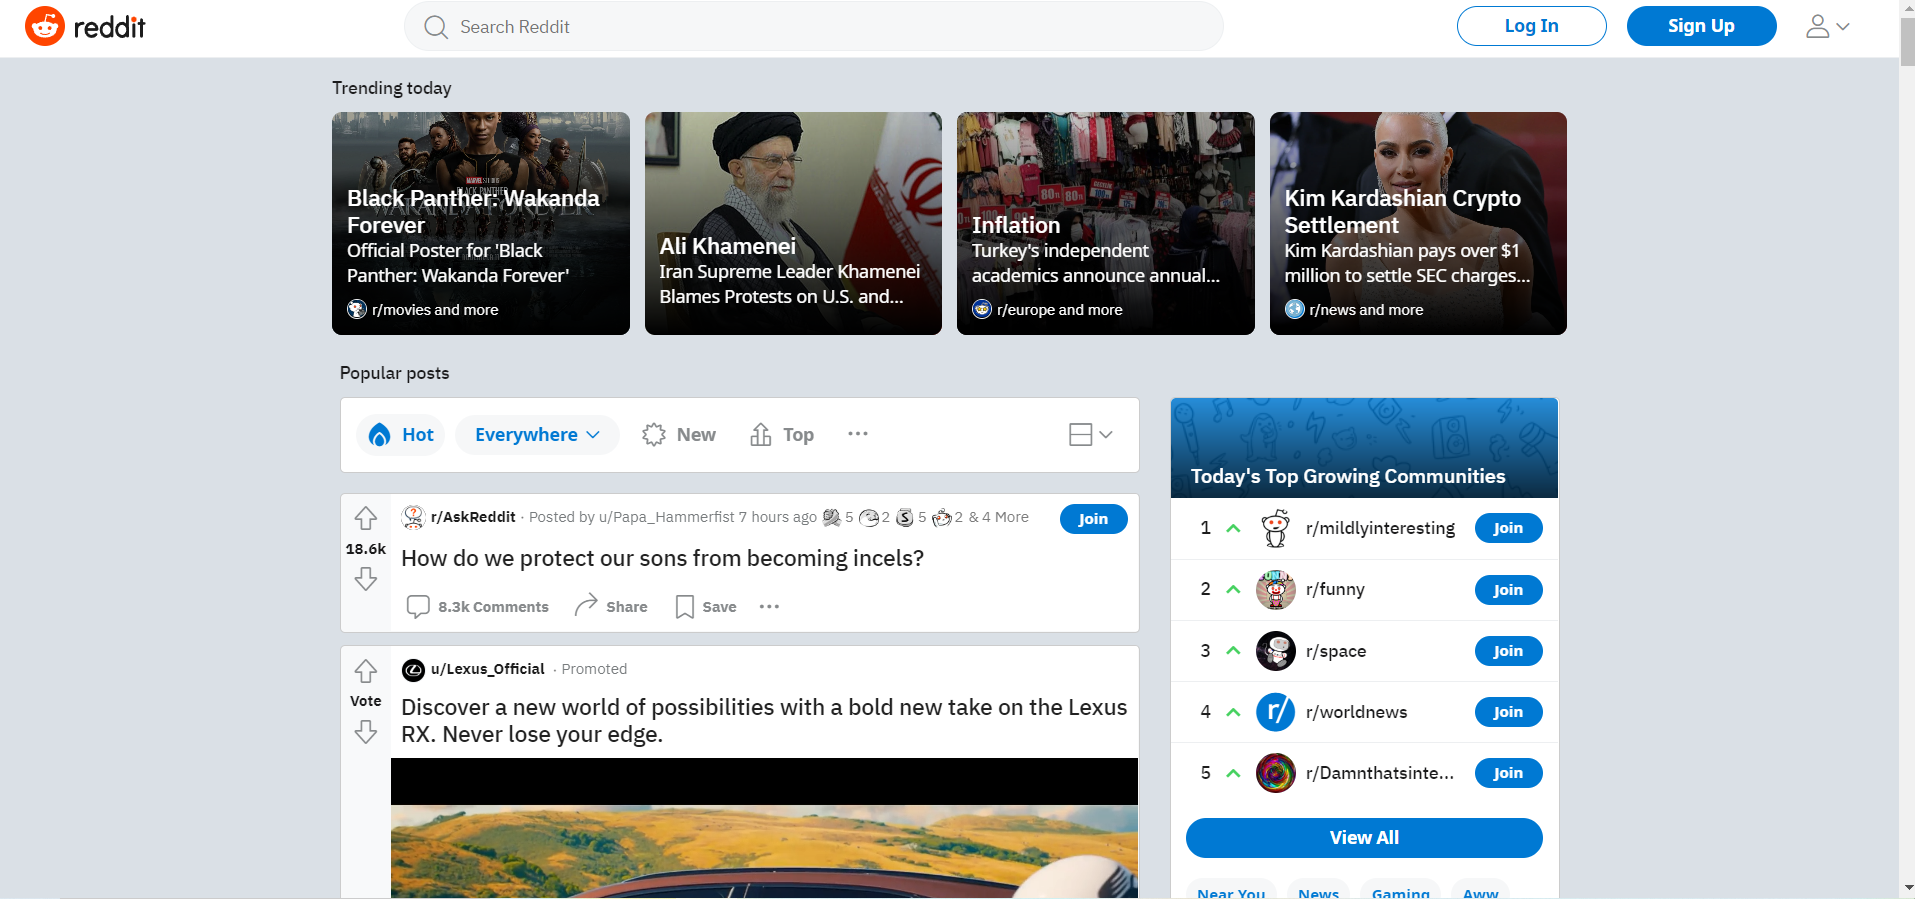 reddit
Search Reddit
Log In
Sign Up
Trending today
Black Panther: Wakanda
Forever
Official Poster for 'Black
Panther: Wakanda Forever'
r/movies and more
Ali Khamenei
Iran Supreme Leader Khamenei
Blames Protests on U.S. and...
Inflation
Turkey's independent
academics announce annual...
r/europe and more
Kim Kardashian Crypto
Settlement
Kim Kardashian pays over $1
million to settle SEC charges...
r/news and more
Popular posts
Hot
Everywhere
New
Top
r/AskReddit · Posted by u/Papa_Hammerfist 7 hours ago 5 2 5 2 & 4 More
Join
18.6k
How do we protect our sons from becoming incels?
8.3k Comments
Share
Save
u/Lexus_Official · Promoted
Vote
Discover a new world of possibilities with a bold new take on the Lexus
RX. Never lose your edge.
Today's Top Growing Communities
1 r/mildlyinteresting Join
2 r/funny Join
3 r/space Join
4 r/worldnews Join
5 r/Damnthatsinte... Join
View All
Near You
News
Gaming
Aww